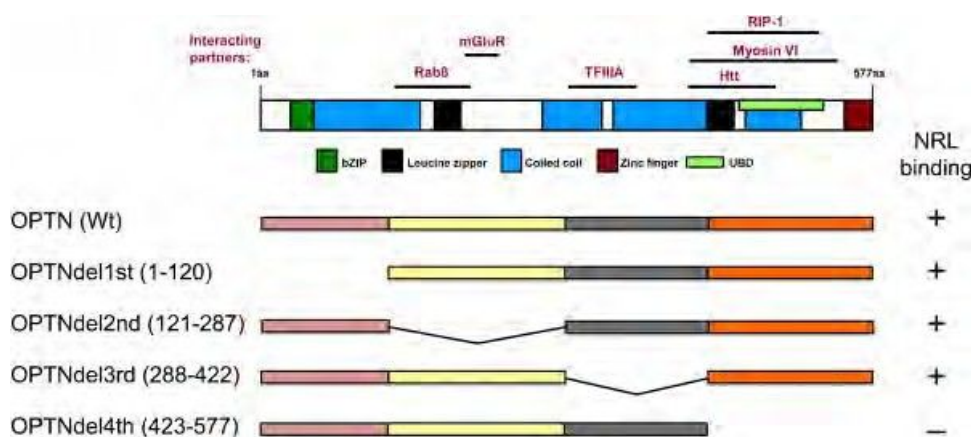 RIP-1
Interacting partners:
mGluR
Myosin VI
Rab8
TFIIIA
Htt
1aa
577aa
bZIP
Leucine zipper
Coiled coil
Zinc finger
UBD
NRL binding
OPTN (Wt)
+
OPTNdel1st (1-120)
+
OPTNdel2nd (121-287)
+
OPTNdel3rd (288-422)
+
OPTNdel4th (423-577)
–